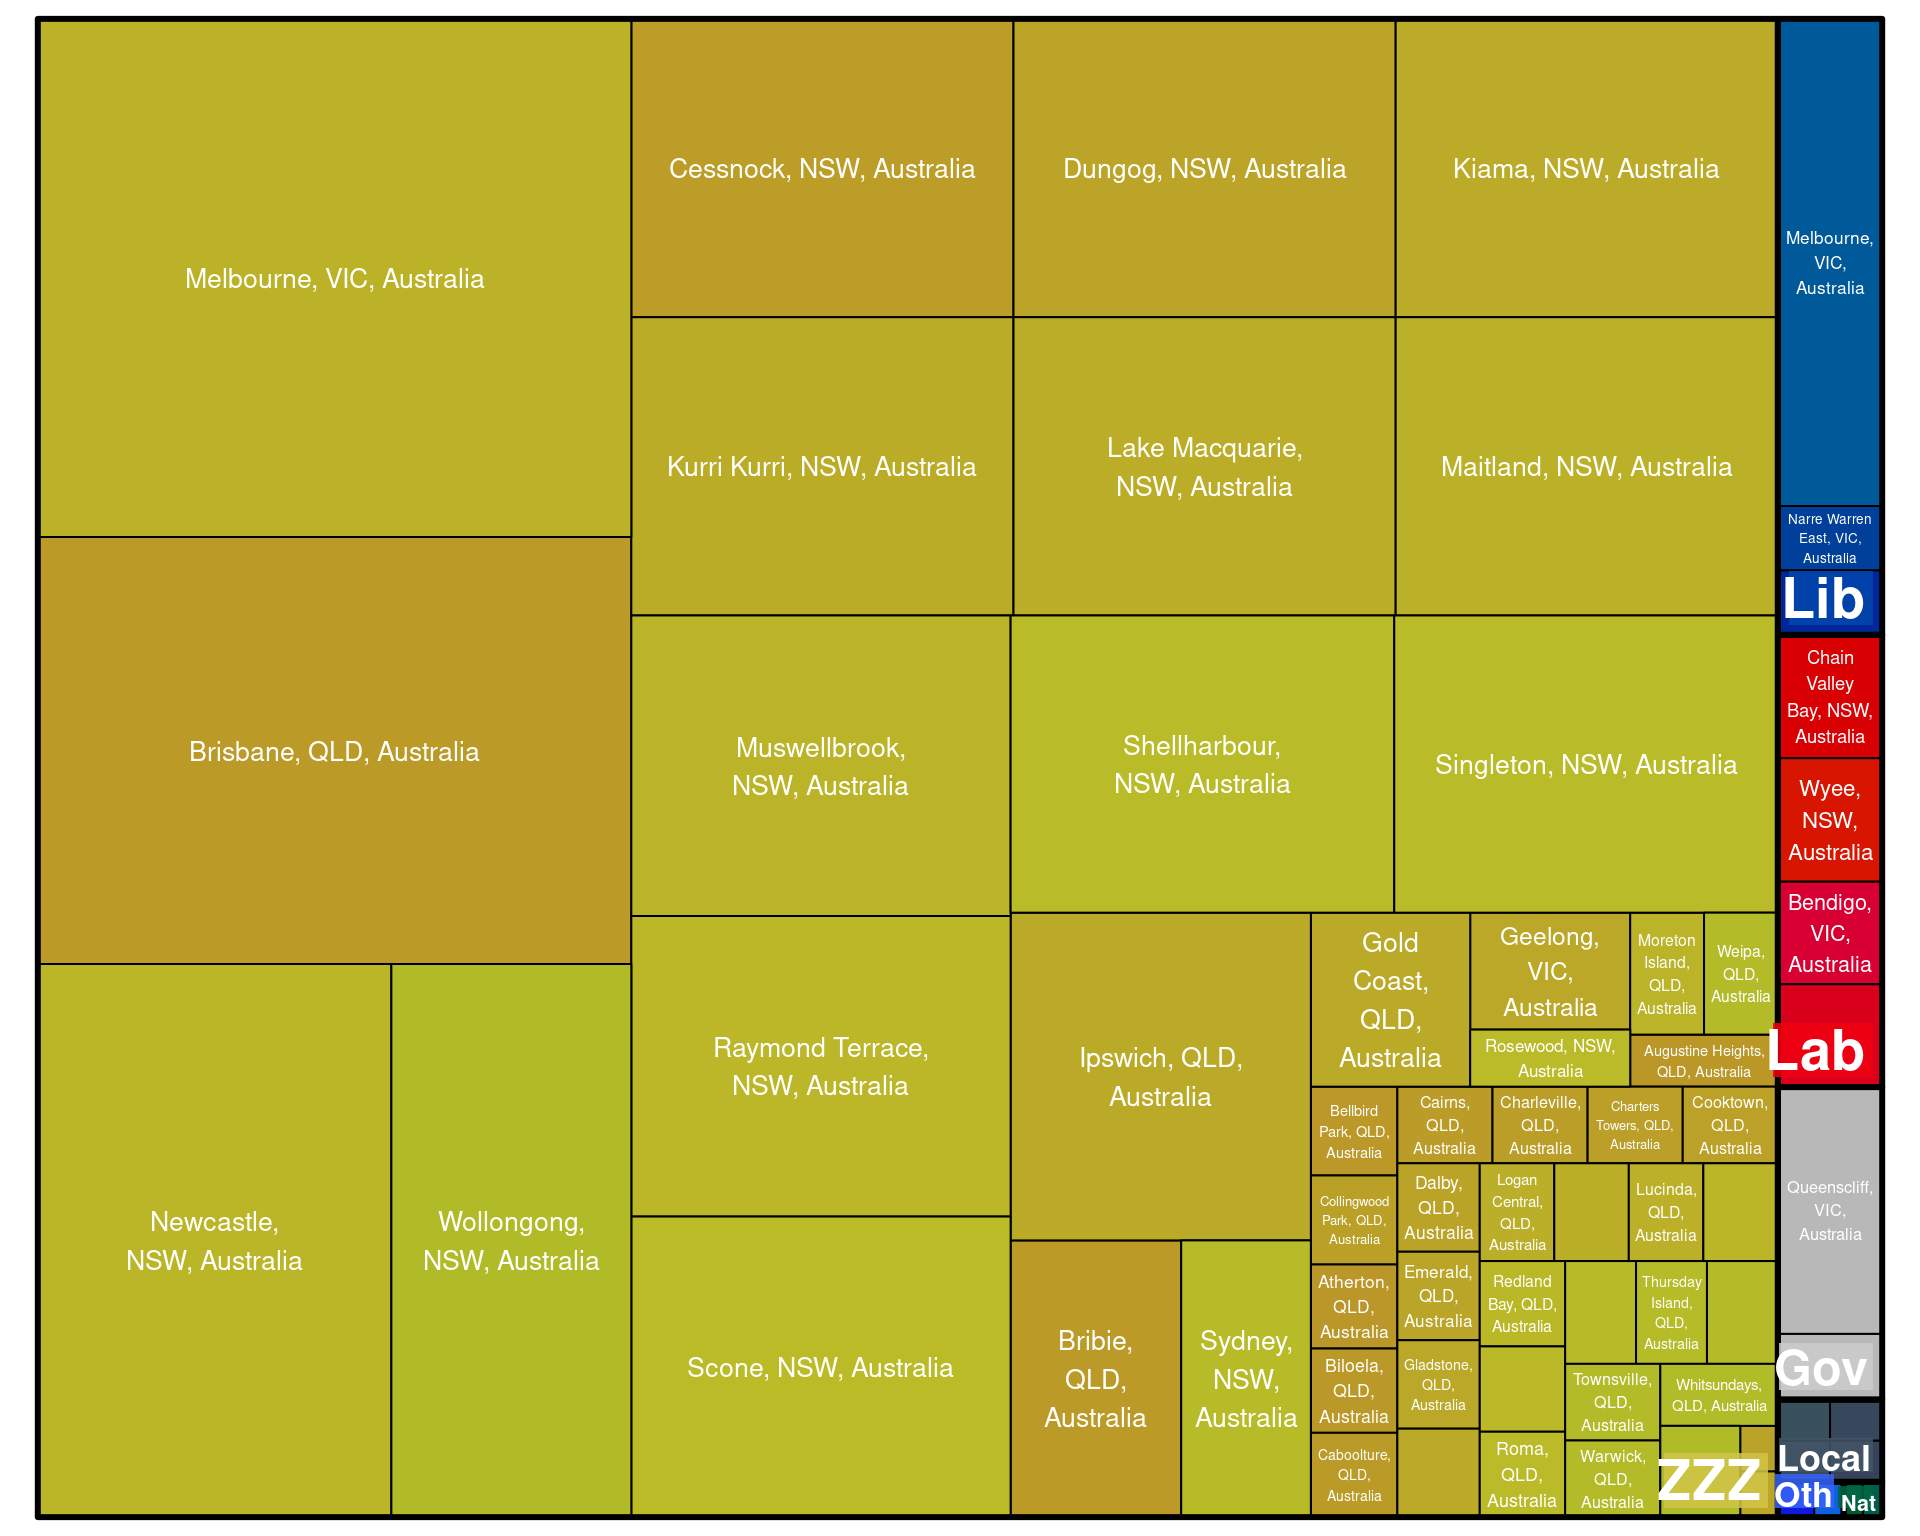 Melbourne, VIC, Australia
Cessnock, NSW, Australia
Dungog, NSW, Australia
Kiama, NSW, Australia
Kurri Kurri, NSW, Australia
Lake Macquarie,
NSW, Australia
Maitland, NSW, Australia
Brisbane, QLD, Australia
Muswellbrook,
NSW, Australia
Shellharbour,
NSW, Australia
Singleton, NSW, Australia
Newcastle,
NSW, Australia
Wollongong,
NSW, Australia
Raymond Terrace,
NSW, Australia
Scone, NSW, Australia
Ipswich, QLD,
Australia
Bribie,
QLD,
Australia
Sydney,
NSW,
Australia
Gold
Coast,
QLD,
Australia
Geelong,
VIC,
Australia
Rosewood, NSW,
Australia
Moreton
Island,
QLD,
Australia
Weipa,
QLD,
Australia
Augustine Heights,
QLD, Australia
Bellbird
Park, QLD,
Australia
Collingwood
Park, QLD,
Australia
Atherton,
QLD,
Australia
Biloela,
QLD,
Australia
Caboolture,
QLD,
Australia
Cairns,
QLD,
Australia
Charleville,
QLD,
Australia
Charters
Towers, QLD,
Australia
Cooktown,
QLD,
Australia
Dalby,
QLD,
Australia
Emerald,
QLD,
Australia
Gladstone,
QLD,
Australia
Logan
Central,
QLD,
Australia
Lucinda,
QLD,
Australia
Redland
Bay, QLD,
Australia
Thursday
Island,
QLD,
Australia
Roma,
QLD,
Australia
Townsville,
QLD,
Australia
Whitsundays,
QLD, Australia
Warwick,
QLD,
Australia
ZZZ
Melbourne,
VIC,
Australia
Narre Warren
East, VIC,
Australia
Lib
Chain
Valley
Bay, NSW,
Australia
Wyee,
NSW,
Australia
Bendigo,
VIC,
Australia
Lab
Queenscliff,
VIC,
Australia
Gov
Local
Oth
Nat